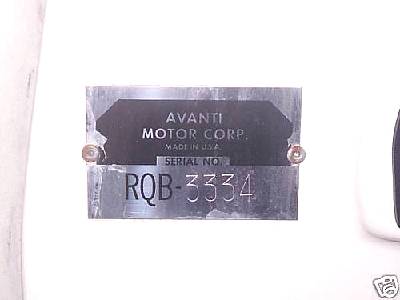 AVANTI
MOTOR CORP.
MADE IN U.S.A.
SERIAL NO.
RQB-3334